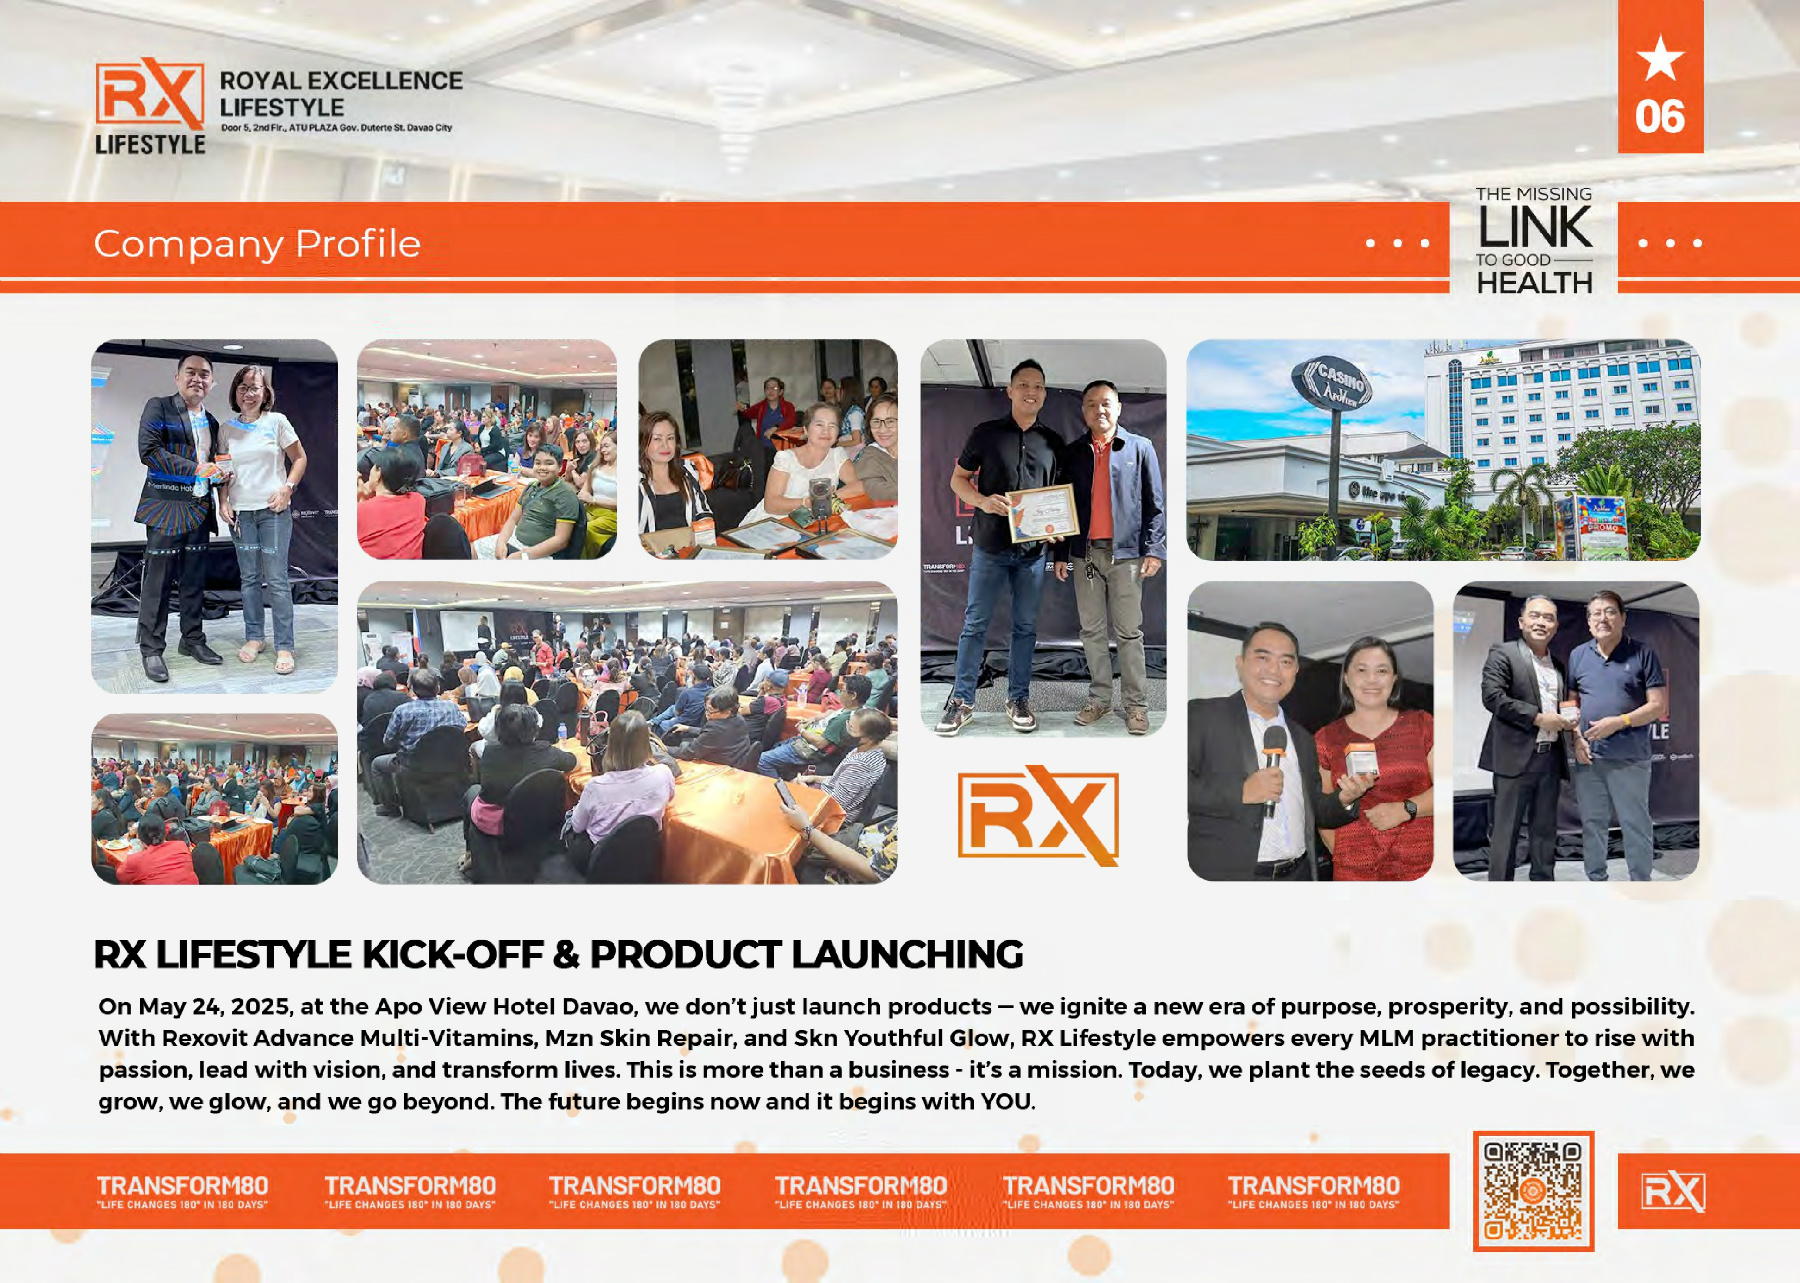 RX
LIFESTYLE
ROYAL EXCELLENCE
LIFESTYLE
Door 5, 2nd Flr., ATU PLAZA Gov. Duterte St. Davao City
06
Company Profile
THE MISSING
LINK
TO GOOD
HEALTH
CASINO
ApoView
the apo
PROMO
TRANSFORM80
RX
LIFESTYLE
RX
RX LIFESTYLE KICK-OFF & PRODUCT LAUNCHING
On May 24, 2025, at the Apo View Hotel Davao, we don't just launch products — we ignite a new era of purpose, prosperity, and possibility.
With Rexovit Advance Multi-Vitamins, Mzn Skin Repair, and Skn Youthful Glow, RX Lifestyle empowers every MLM practitioner to rise with
passion, lead with vision, and transform lives. This is more than a business - it's a mission. Today, we plant the seeds of legacy. Together, we
grow, we glow, and we go beyond. The future begins now and it begins with YOU.
TRANSFORM80 TRANSFORM80 TRANSFORM80 TRANSFORM80 TRANSFORM80 TRANSFORM80
"LIFE CHANGES 180° IN 180 DAYS" "LIFE CHANGES 180° IN 180 DAYS" "LIFE CHANGES 180° IN 180 DAYS" "LIFE CHANGES 180° IN 180 DAYS" "LIFE CHANGES 180° IN 180 DAYS" "LIFE CHANGES 180° IN 180 DAYS"
RX